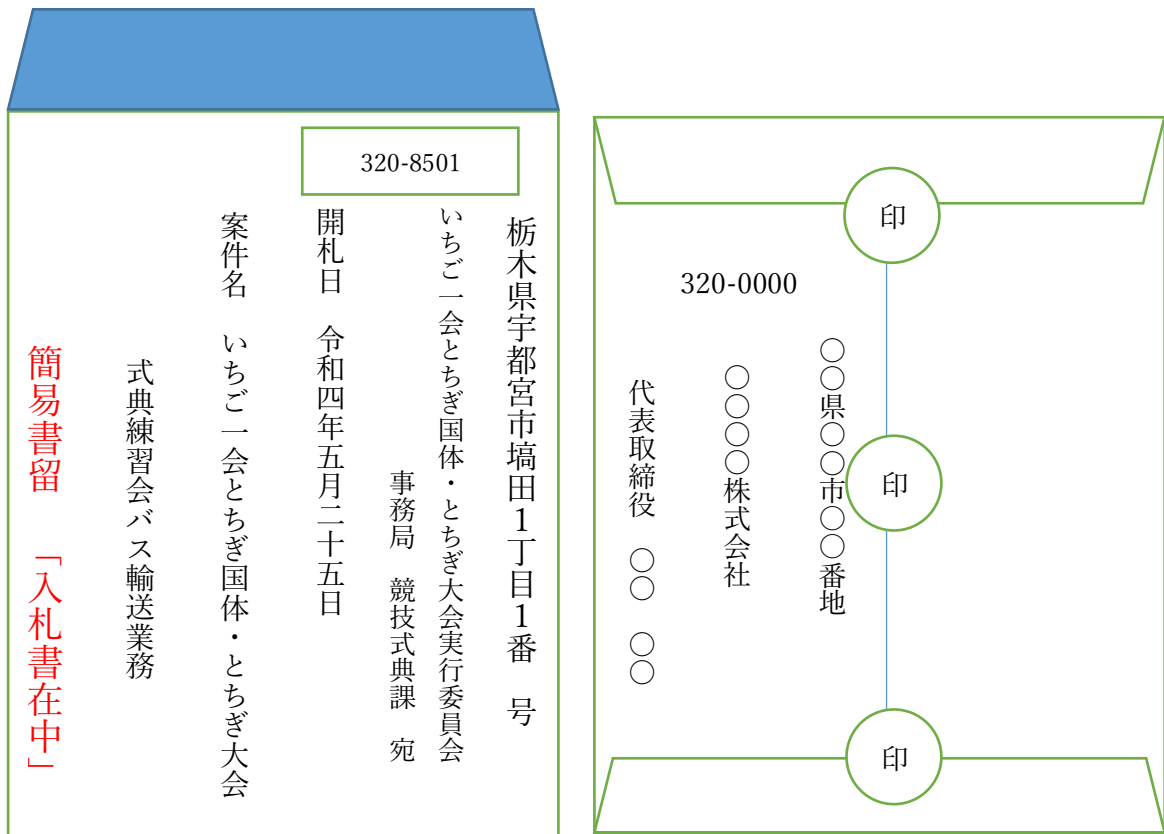 320-8501
栃木県宇都宮市塙田1丁目1番　号
いちご一会とちぎ国体・とちぎ大会実行委員会
事務局　競技式典課　宛
開札日　令和四年五月二十五日
案件名　いちご一会とちぎ国体・とちぎ大会
式典練習会バス輸送業務
簡易書留　「入札書在中」
印
320-0000
○○県○○市○○番地
○○○○株式会社
代表取締役　○○　○○
印
印